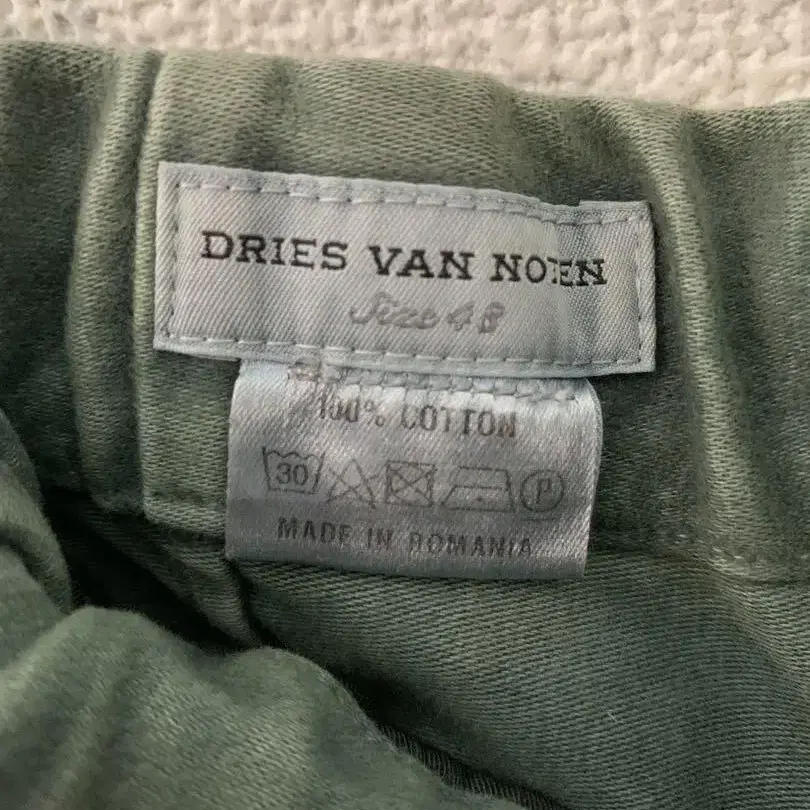 DRIES VAN NOTEN
Size 48
100% COTTON
30 P
MADE IN ROMANIA